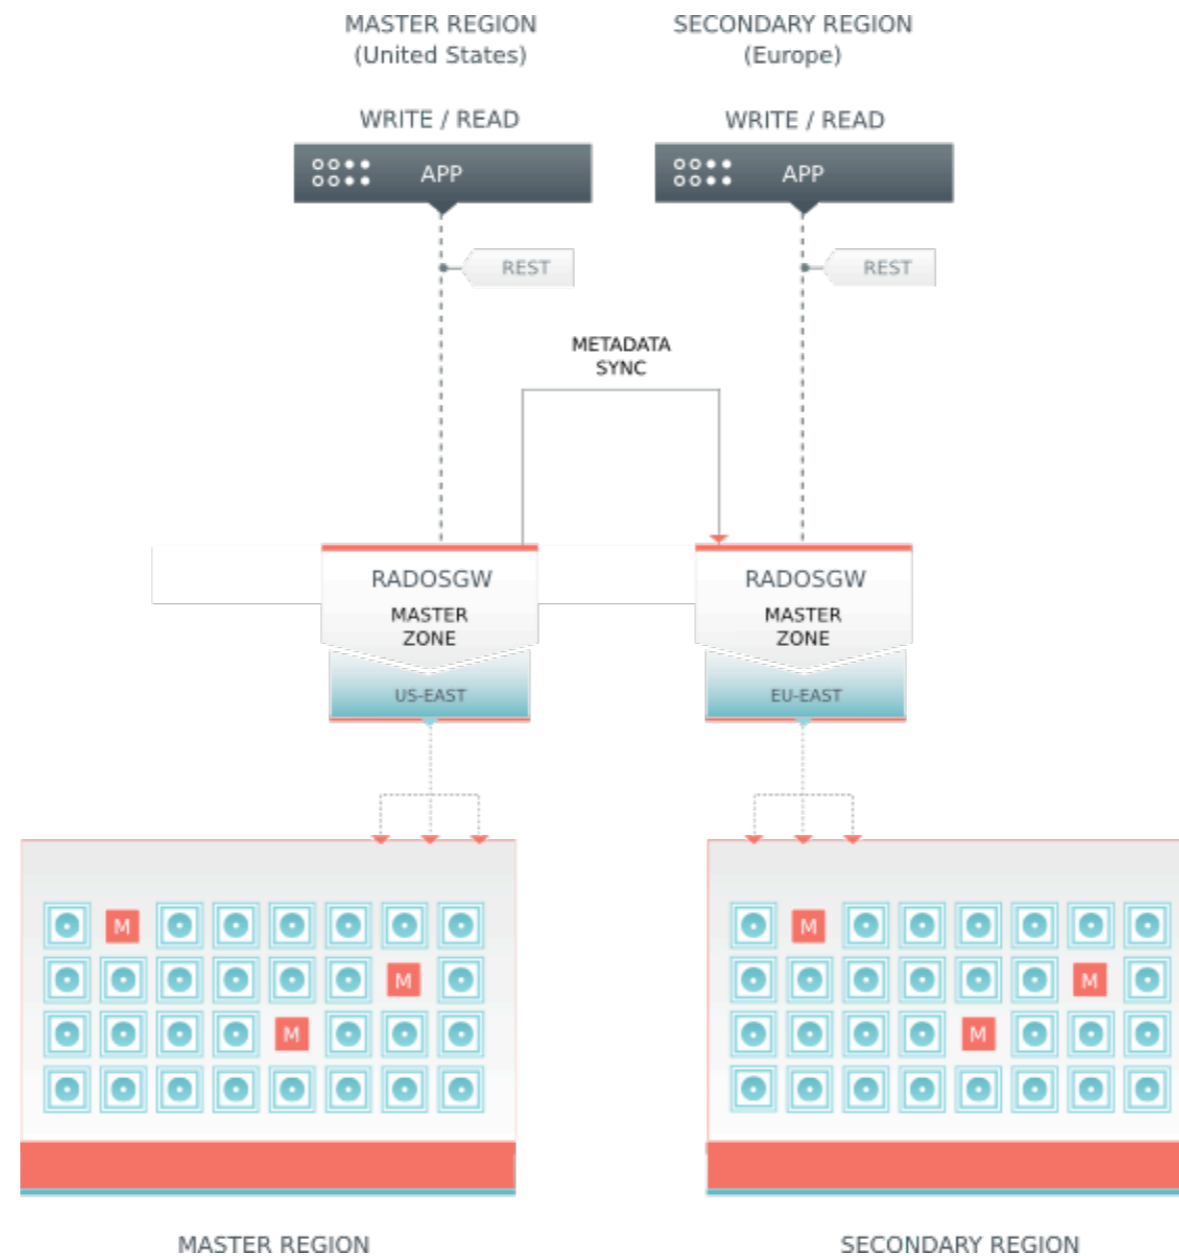 MASTER REGION
(United States)
SECONDARY REGION
(Europe)
WRITE / READ
WRITE / READ
APP
APP
REST
REST
METADATA
SYNC
RADOSGW
MASTER
ZONE
US-EAST
RADOSGW
MASTER
ZONE
EU-EAST
M
M
M
M
M
M
MASTER REGION
SECONDARY REGION